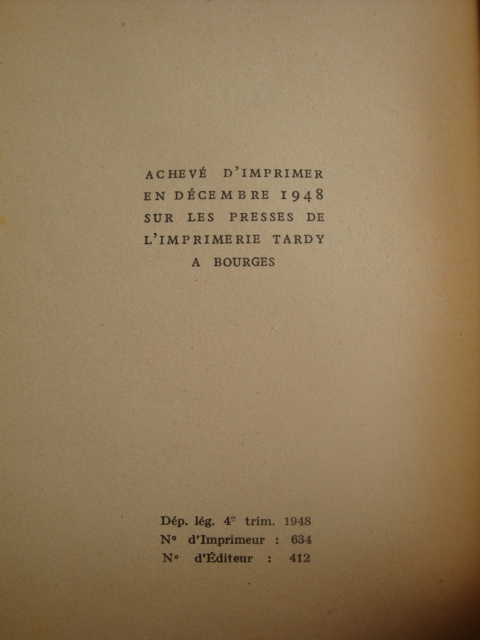 ACHEVÉ D'IMPRIMER
EN DÉCEMBRE 1948
SUR LES PRESSES DE
L'IMPRIMERIE TARDY
A BOURGES
Dép. lég. 4e trim. 1948
No d'Imprimeur : 634
No d'Éditeur : 412